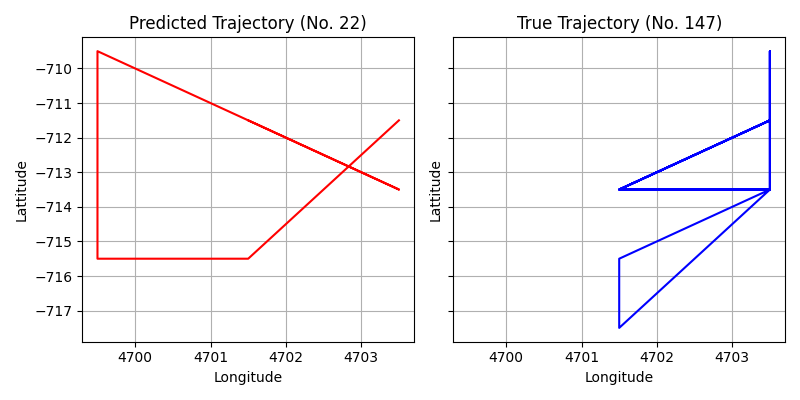 Predicted Trajectory (No. 22)
True Trajectory (No. 147)
Lattitude
−710
−711
−712
−713
−714
−715
−716
−717
4700
4701
4702
4703
Longitude
Lattitude
4700
4701
4702
4703
Longitude